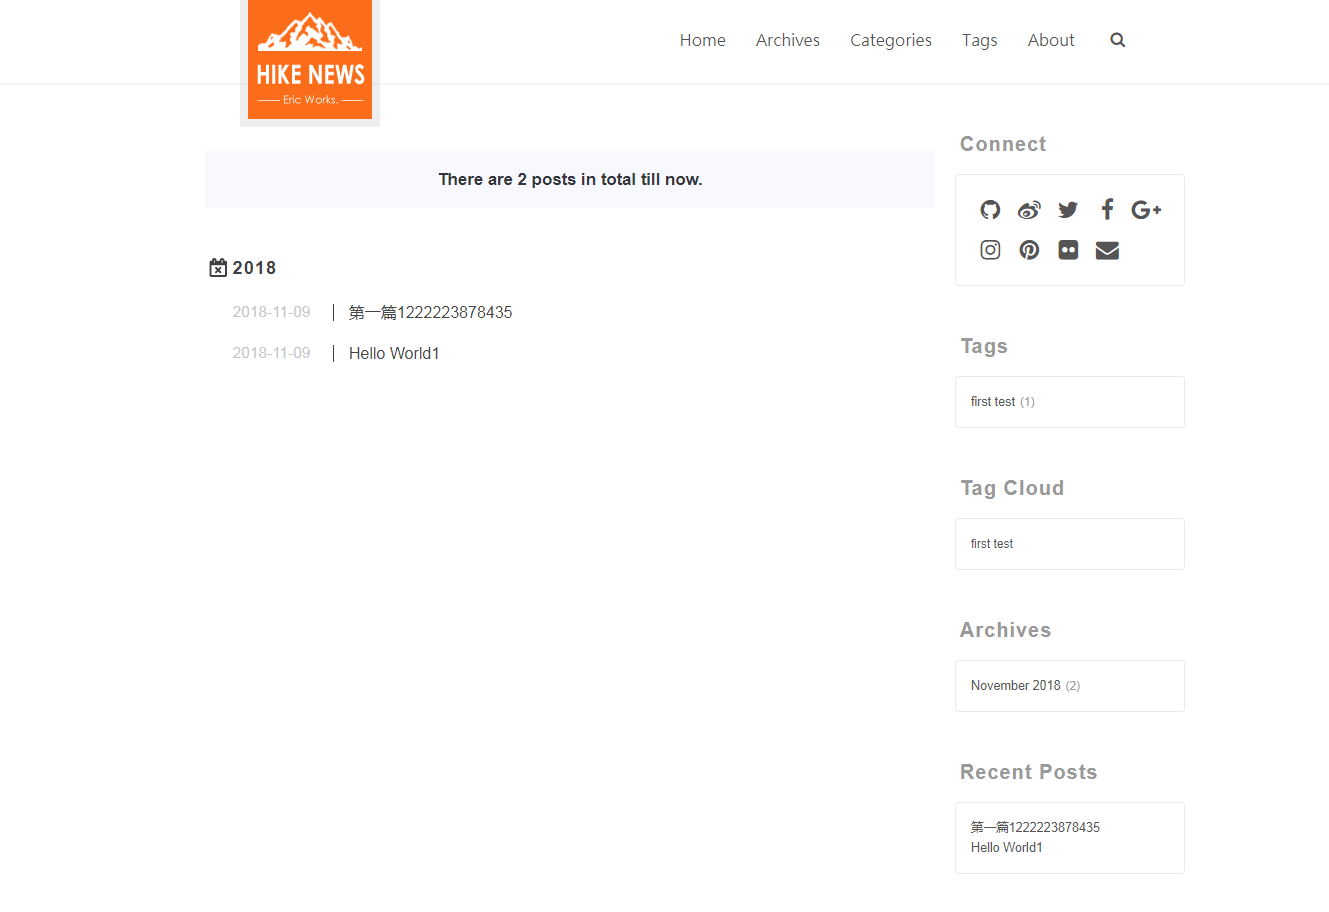 HIKE NEWS
Eric Works.
Home Archives Categories Tags About
There are 2 posts in total till now.
2018
2018-11-09 第一篇1222223878435
2018-11-09 Hello World1
Connect
Tags
first test (1)
Tag Cloud
first test
Archives
November 2018 (2)
Recent Posts
第一篇1222223878435
Hello World1